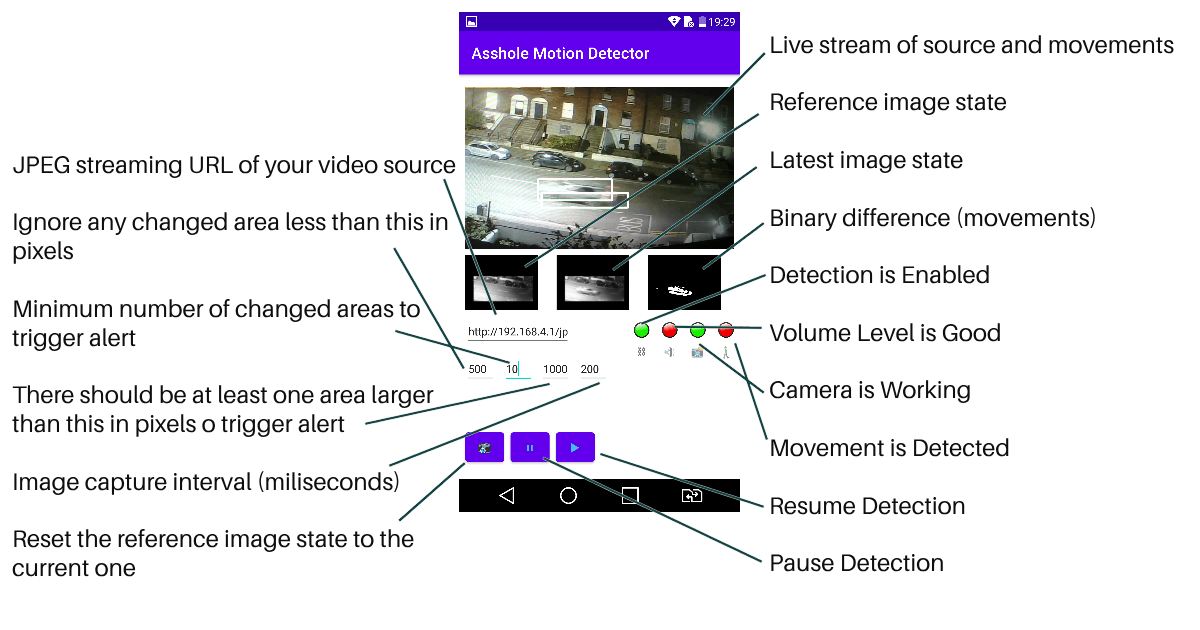 19:29
Asshole Motion Detector
Live stream of source and movements
Reference image state
JPEG streaming URL of your video source
Latest image state
Ignore any changed area less than this in
pixels
Binary difference (movements)
Detection is Enabled
Minimum number of changed areas to
trigger alert
http://192.168.4.1/jp
Volume Level is Good
500 10 1000 200
There should be at least one area larger
than this in pixels o trigger alert
Camera is Working
Movement is Detected
Image capture interval (miliseconds)
Resume Detection
Reset the reference image state to the
current one
Pause Detection
BUS